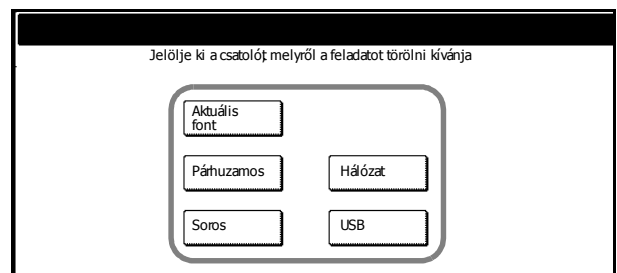 Jelölje ki a csatolót, melyről a feladatot törölni kívánja
Aktuális
font
Párhuzamos
Hálózat
Soros
USB